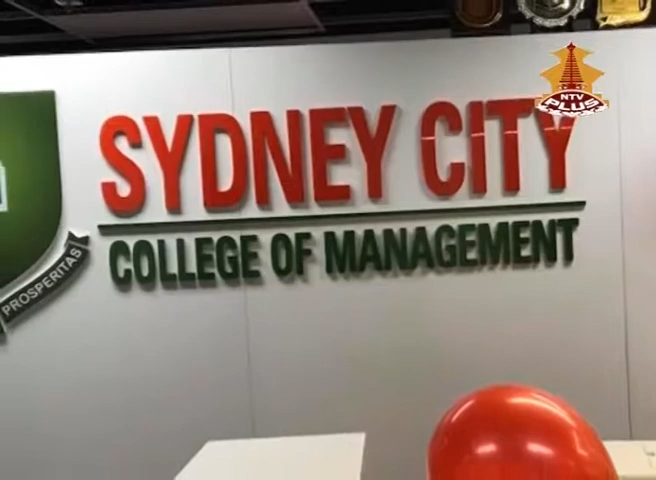 NTV
PLUS
SYDNEY CITY
COLLEGE OF MANAGEMENT
PROSPERITAS